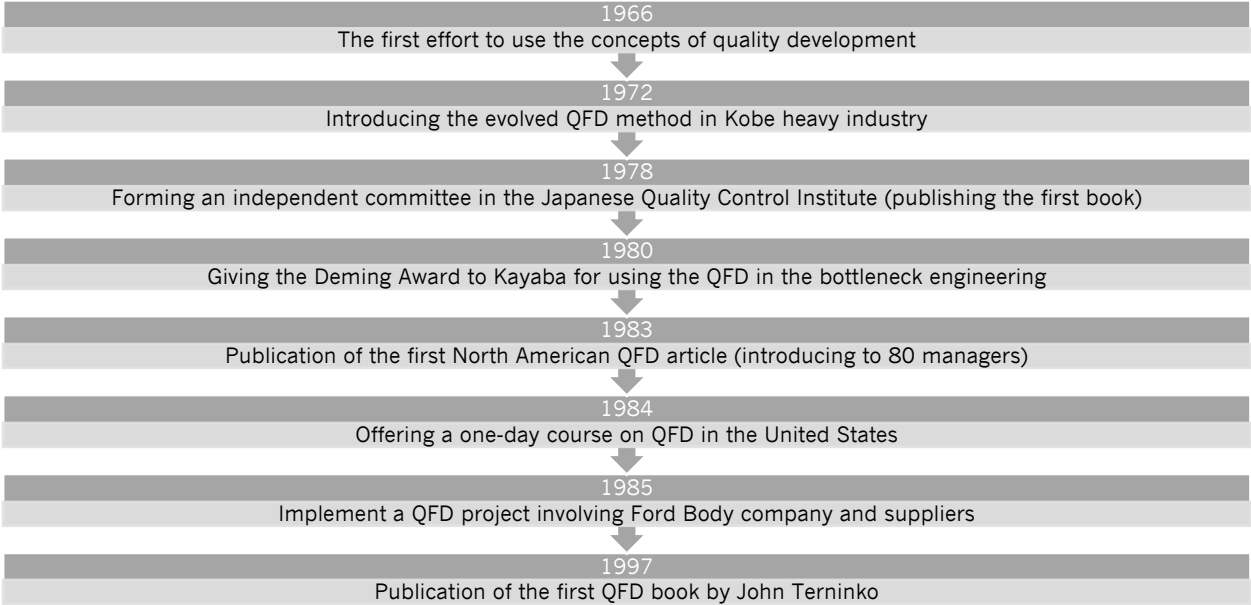 1966
The first effort to use the concepts of quality development
1972
Introducing the evolved QFD method in Kobe heavy industry
1978
Forming an independent committee in the Japanese Quality Control Institute (publishing the first book)
1980
Giving the Deming Award to Kayaba for using the QFD in the bottleneck engineering
1983
Publication of the first North American QFD article (introducing to 80 managers)
1984
Offering a one-day course on QFD in the United States
1985
Implement a QFD project involving Ford Body company and suppliers
1997
Publication of the first QFD book by John Terninko